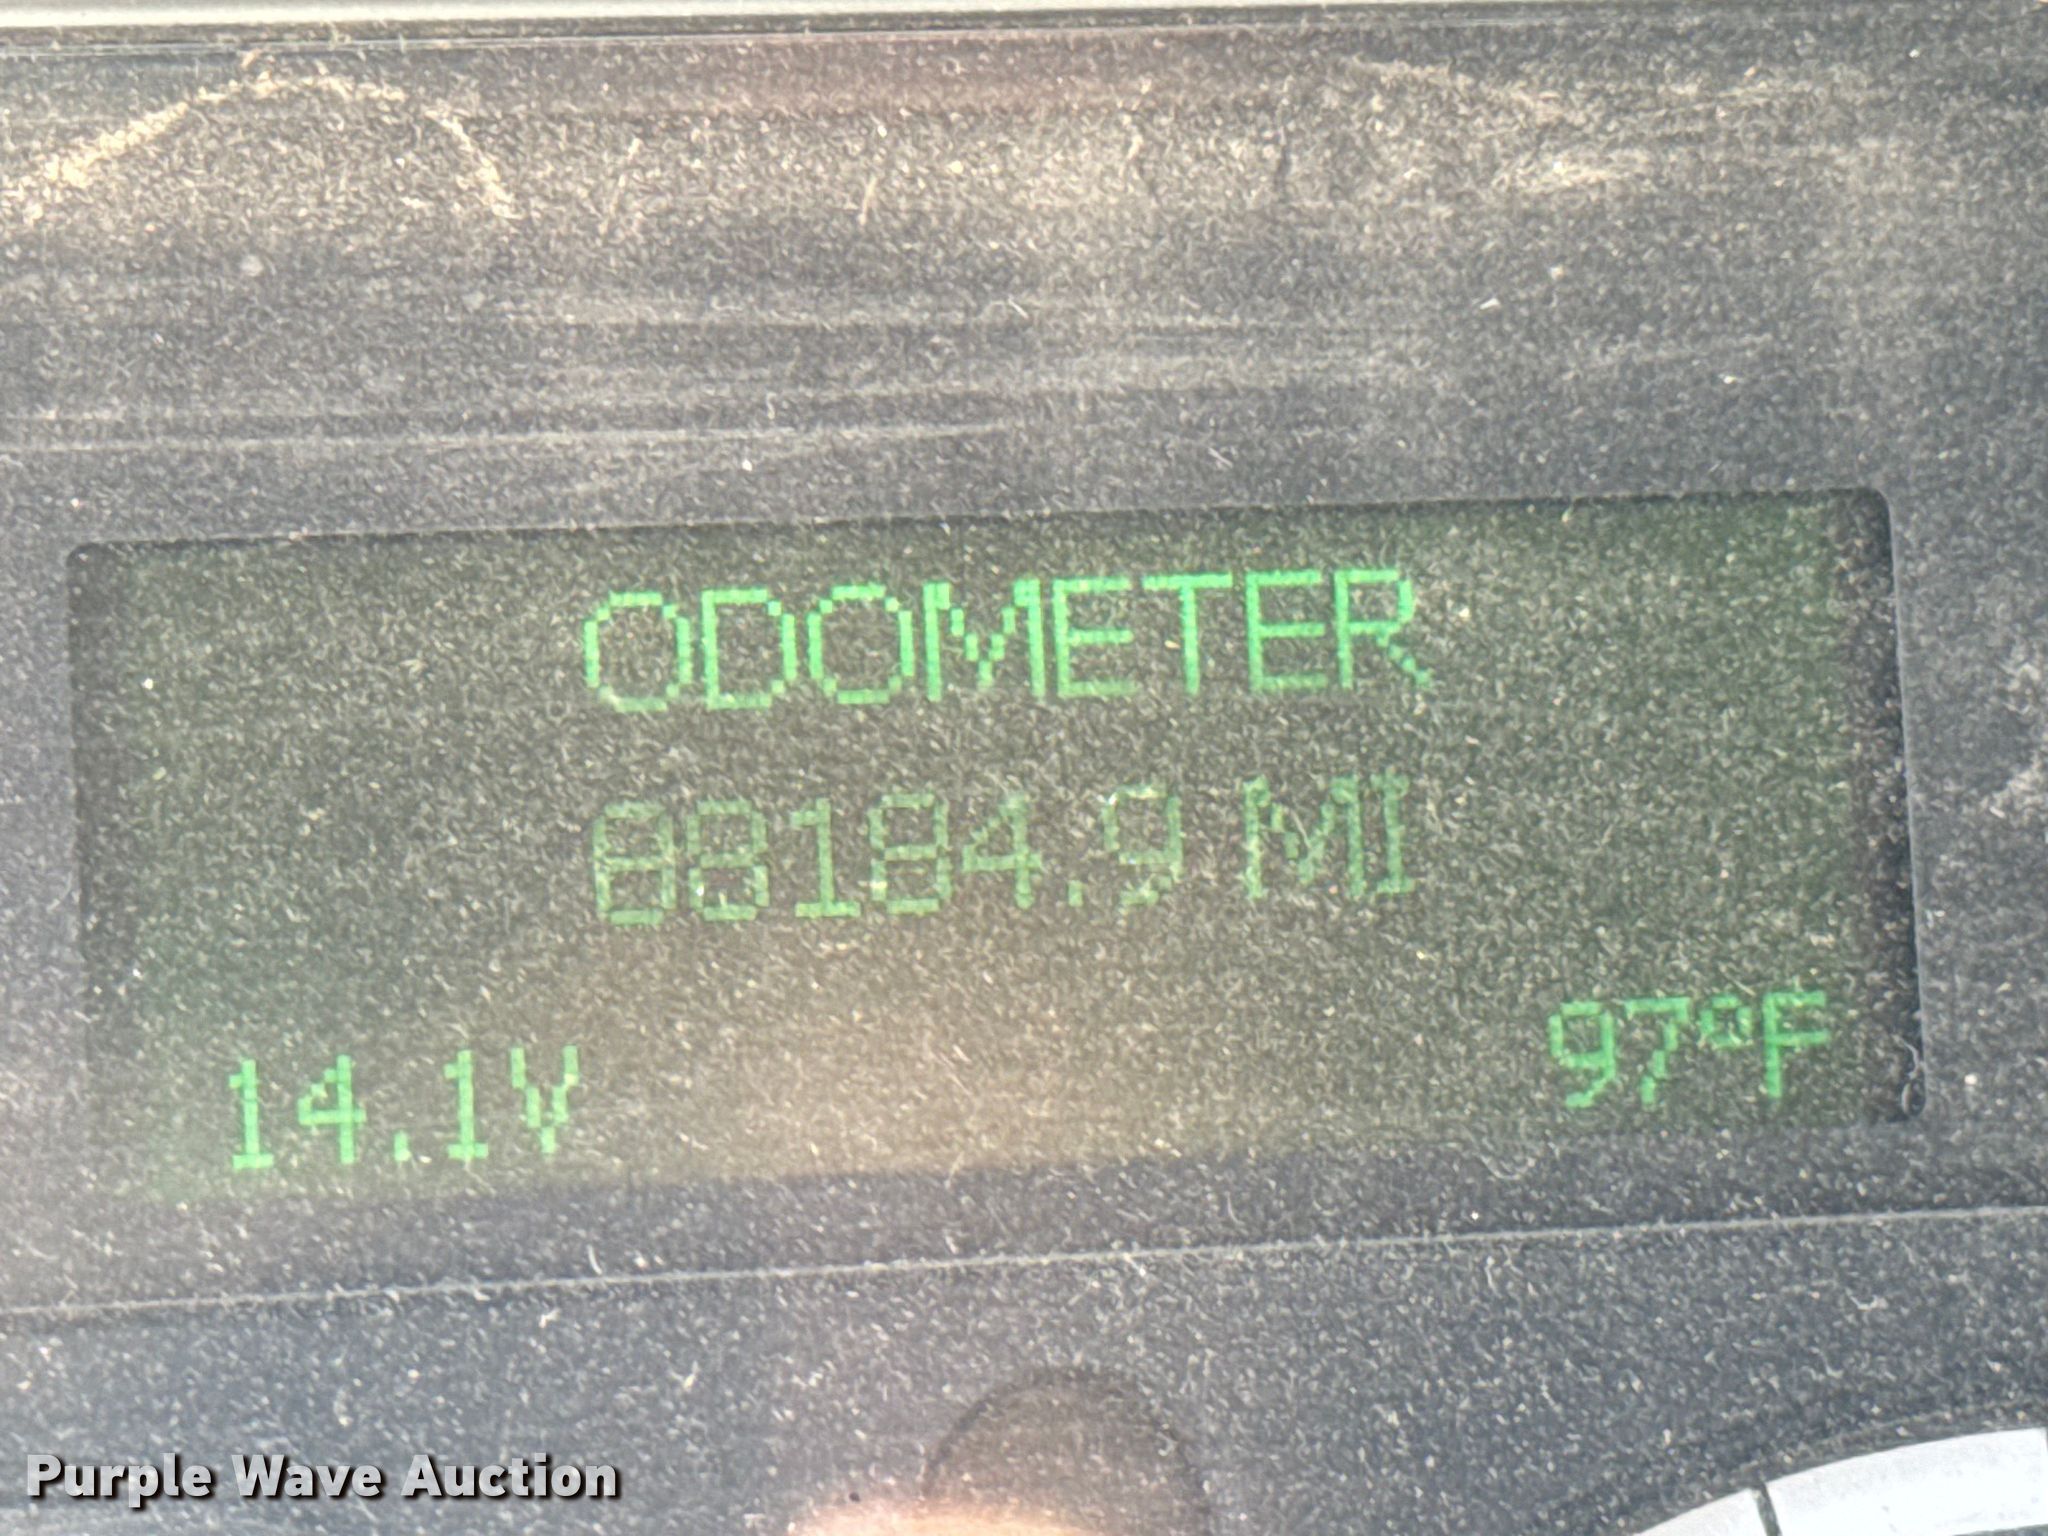 ODOMETER
88184.9 MI
14.1V
97°F
Purple Wave Auction